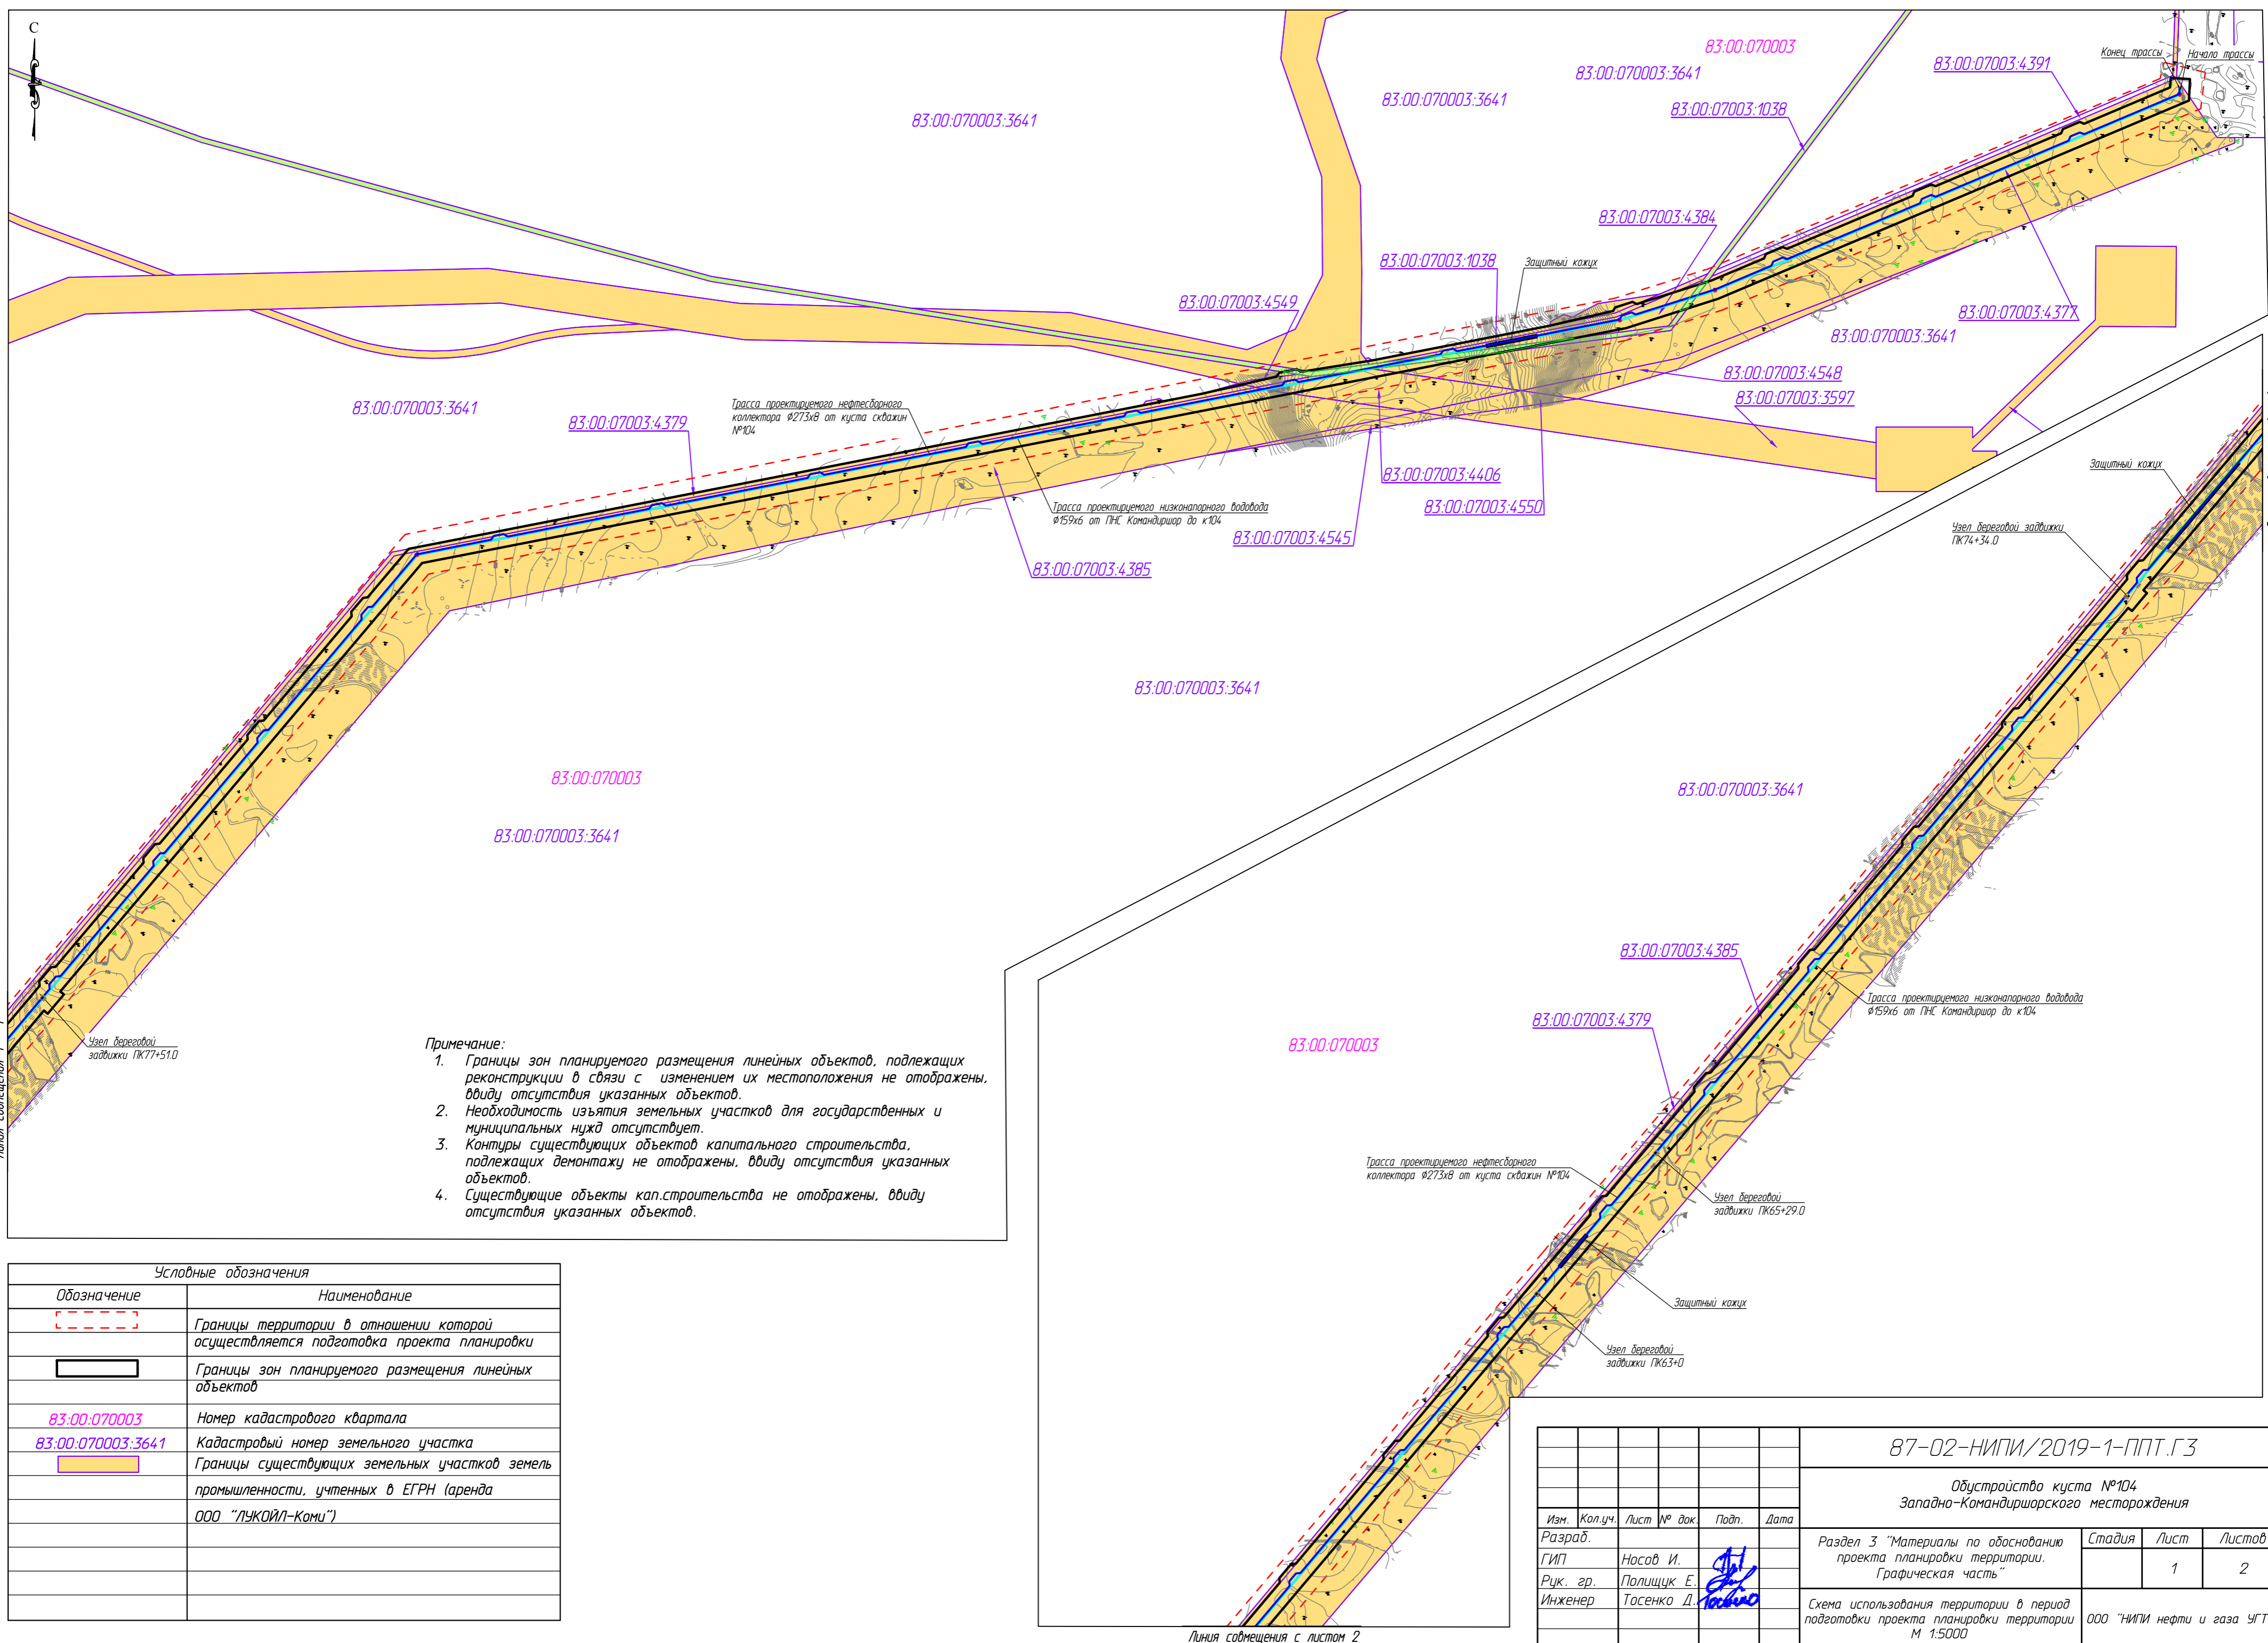 С
83:00:070003
83:00:070003:3641
83:00:070003:3641
83:00:070003:3641
83:00:07003:1038
83:00:07003:4391
Конец трассы
Начало трассы
83:00:07003:4384
83:00:07003:1038
Защитный кожух
83:00:07003:4549
83:00:07003:4377
83:00:070003:3641
83:00:07003:4548
83:00:07003:3597
83:00:070003:3641
83:00:07003:4379
Трасса проектируемого нефтесборного
коллектора Ф273х8 от куста скважин
№104
83:00:07003:4406
83:00:07003:4550
Трасса проектируемого низконапорного водовода
Ф159х6 от ПНС Командиршор до к104
83:00:07003:4545
83:00:07003:4385
Защитный кожух
Узел береговой задвижки
ПК74+34.0
83:00:070003:3641
83:00:070003
83:00:070003:3641
83:00:070003:3641
83:00:07003:4385
Трасса проектируемого низконапорного водовода
Ф159х6 от ПНС Командиршор до к104
83:00:07003:4379
83:00:070003
Узел береговой
задвижки ПК77+51.0
Трасса проектируемого нефтесборного
коллектора Ф273х8 от куста скважин №104
Узел береговой
задвижки ПК65+29.0
Защитный кожух
Узел береговой
задвижки ПК63+0
Линия совмещения с листом 2
Примечание:
1. Границы зон планируемого размещения линейных объектов, подлежащих
реконструкции в связи с изменением их местоположения не отображены,
ввиду отсутствия указанных объектов.
2. Необходимость изъятия земельных участков для государственных и
муниципальных нужд отсутствует.
3. Контуры существующих объектов капитального строительства,
подлежащих демонтажу не отображены, ввиду отсутствия указанных
объектов.
4. Существующие объекты кап.строительства не отображены, ввиду
отсутствия указанных объектов.
Условные обозначения
Обозначение Наименование
Границы территории в отношении которой
осуществляется подготовка проекта планировки
Границы зон планируемого размещения линейных
объектов
83:00:070003 Номер кадастрового квартала
83:00:070003:3641 Кадастровый номер земельного участка
Границы существующих земельных участков земель
промышленности, учтенных в ЕГРН (аренда
ООО "ЛУКОЙЛ-Коми")
87-02-НИПИ/2019-1-ППТ.Г3
Обустройство куста №104
Западно-Командиршорского месторождения
Изм. Кол.уч. Лист № док. Подп. Дата
Разраб.
ГИП Носов И.
Рук. гр. Полищук Е.
Инженер Тосенко Д.
Раздел 3 "Материалы по обоснованию
проекта планировки территории.
Графическая часть"
Стадия Лист Листов
1 2
Схема использования территории в период
подготовки проекта планировки территории
М 1:5000
ООО "НИПИ нефти и газа УГТ